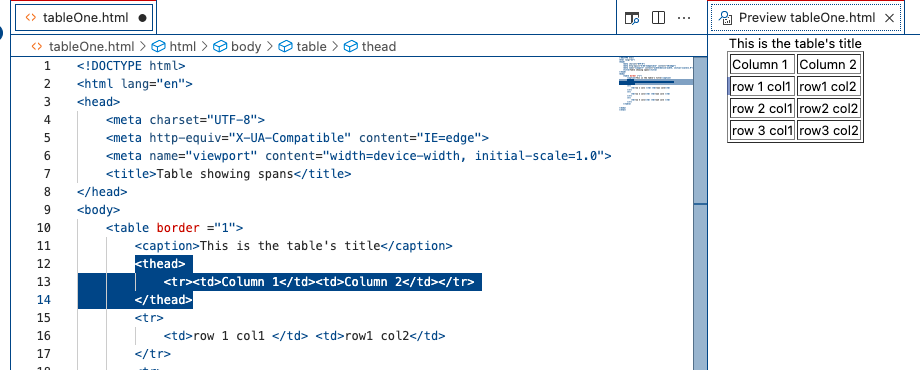 tableOne.html
Preview tableOne.html
tableOne.html > html > body > table > thead
1 <!DOCTYPE html>
2 <html lang="en">
3 <head>
4 <meta charset="UTF-8">
5 <meta http-equiv="X-UA-Compatible" content="IE=edge">
6 <meta name="viewport" content="width=device-width, initial-scale=1.0">
7 <title>Table showing spans</title>
8 </head>
9 <body>
10 <table border ="1">
11 <caption>This is the table's title</caption>
12 <thead>
13 <tr><td>Column 1</td><td>Column 2</td></tr>
14 </thead>
15 <tr>
16 <td>row 1 col1 </td> <td>row1 col2</td>
17 </tr>
18 <tr>
This is the table's title
Column 1 Column 2
row 1 col1 row1 col2
row 2 col1 row2 col2
row 3 col1 row3 col2